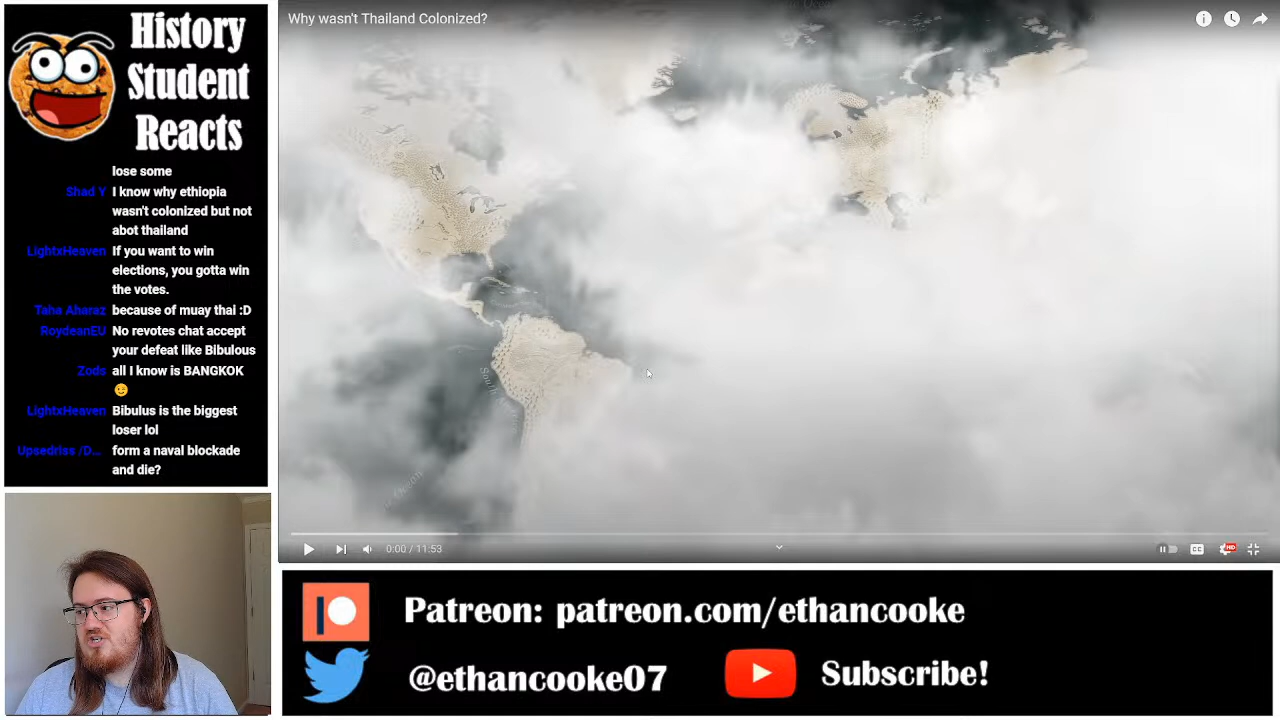 History
Student
Reacts
lose some
Shad Y I know why ethiopia
wasn't colonized but not
abot thailand
LightxHeaven If you want to win
elections, you gotta win
the votes.
Taha Aharaz because of muay thai :D
RoydeanEU No revotes chat accept
your defeat like Bibulous
Zods all I know is BANGKOK
😉
LightxHeaven Bibulus is the biggest
loser lol
Upsedriss /D... form a naval blockade
and die?
Why wasn't Thailand Colonized?
0:00 / 11:53
CC
HD
Patreon: patreon.com/ethancooke
@ethancooke07
Subscribe!